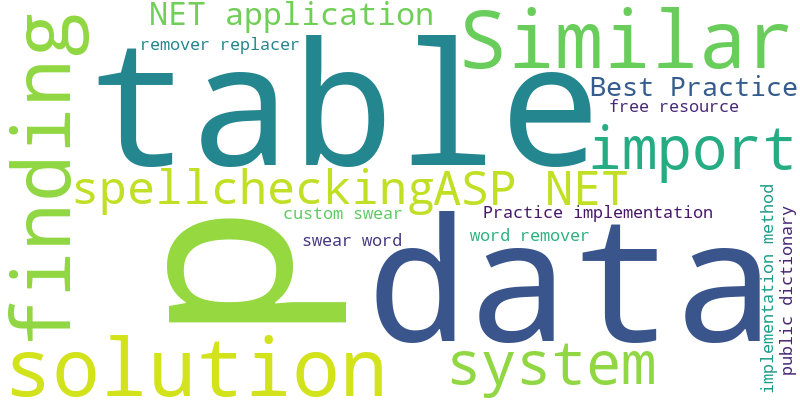 NET application
Similar
remover replacer
table
finding
Best Practice
free resource
import
spellchecking
ASP NET
custom swear
Practice implementation
swear word
word remover
p
data
implementation method
public dictionary
solution
system